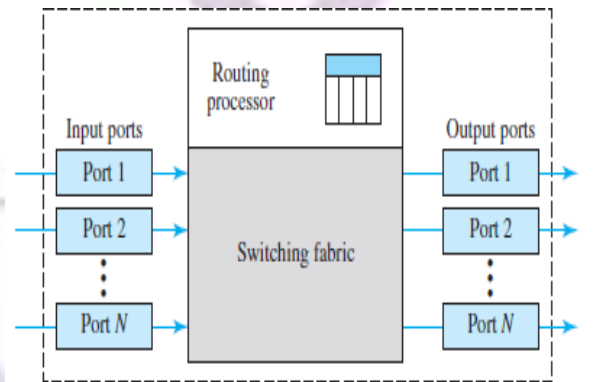 Routing
processor
Input ports
Output ports
Port 1
Port 1
Port 2
Port 2
Switching fabric
Port N
Port N